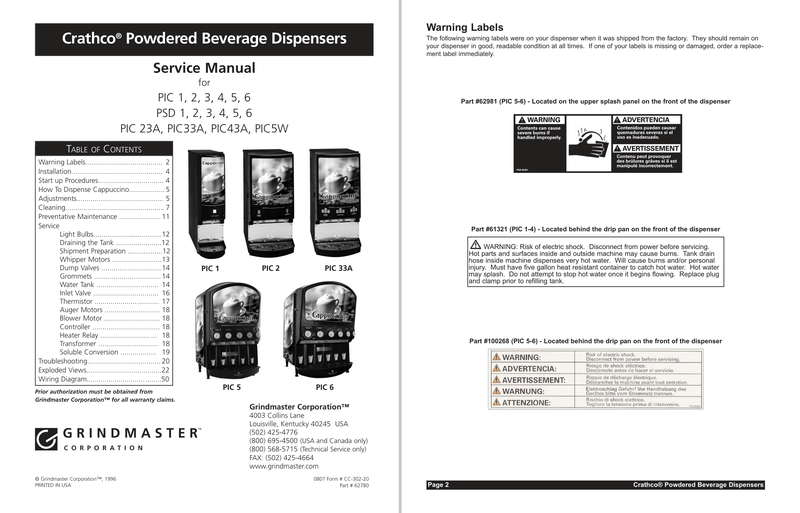 Crathco® Powdered Beverage Dispensers
Service Manual
for
PIC 1, 2, 3, 4, 5, 6
PSD 1, 2, 3, 4, 5, 6
PIC 23A, PIC33A, PIC43A, PIC5W
TABLE OF CONTENTS
Warning Labels.................................... 2
Installation........................................... 4
Start up Procedures.............................. 4
How To Dispense Cappuccino................ 5
Adjustments......................................... 5
Cleaning.............................................. 7
Preventative Maintenance ................... 11
Service
Light Bulbs................................ 12
Draining the Tank ......................12
Shipment Preparation .................12
Whipper Motors ........................13
Dump Valves .............................14
Grommets ................................ 14
Water Tank .............................. 14
Inlet Valve ............................... 16
Thermistor ............................... 17
Auger Motors ........................... 18
Blower Motor ........................... 18
Controller ................................ 18
Heater Relay ............................ 18
Transformer ............................. 18
Soluble Conversion .................. 19
Troubleshooting.................................. 20
Exploded Views...................................22
Wiring Diagram...................................50
Prior authorization must be obtained from
Grindmaster Corporation™ for all warranty claims.
PIC 1
PIC 2
PIC 33A
PIC 5
PIC 6
GRINDMASTER™
CORPORATION
Grindmaster Corporation™
4003 Collins Lane
Louisville, Kentucky 40245 USA
(502) 425-4776
(800) 695-4500 (USA and Canada only)
(800) 568-5715 (Technical Service only)
FAX: (502) 425-4664
www.grindmaster.com
© Grindmaster Corporation™, 1996
PRINTED IN USA
0807 Form # CC-302-20
Part # 62780
Warning Labels
The following warning labels were on your dispenser when it was shipped from the factory. They should remain on
your dispenser in good, readable condition at all times. If one of your labels is missing or damaged, order a replace-
ment label immediately.
Part #62981 (PIC 5-6) - Located on the upper splash panel on the front of the dispenser
WARNING
Contents can cause
severe burns if
handled improperly.
ADVERTENCIA
Contenidos pueden causar
quemaduras severas si el
uso es inadecuado.
AVERTISSEMENT
Contenu peut provoquer
des brûlures gráves si il est
manipulé incorrectement.
Part #61321 (PIC 1-4) - Located behind the drip pan on the front of the dispenser
WARNING: Risk of electric shock. Disconnect from power before servicing.
Hot parts and surfaces inside and outside machine may cause burns. Tank drain
hose inside machine dispenses very hot water. Will cause burns and/or personal
injury. Must have five gallon heat resistant container to catch hot water. Hot water
may splash. Do not attempt to stop hot water once it begins flowing. Replace plug
and clamp prior to refilling tank.
Part #100268 (PIC 5-6) - Located behind the drip pan on the front of the dispenser
WARNING:
Risk of electric shock.
Disconnect from power before servicing.
ADVERTENCIA:
Riesgo de shock eléctrico.
Desconecte antes de hacer el servicio.
AVERTISSEMENT:
Risque de décharge électrique.
Débrancher la machine avant tout entretien.
WARNUNG:
Elektroschlag Gefahr! Vor Handhabung des
Gerätes bitte vom Stromnetz trennen.
ATTENZIONE:
Rischio di shock elettrico.
Togliere la tensione prima di intervenire.
Page 2
Crathco® Powdered Beverage Dispensers